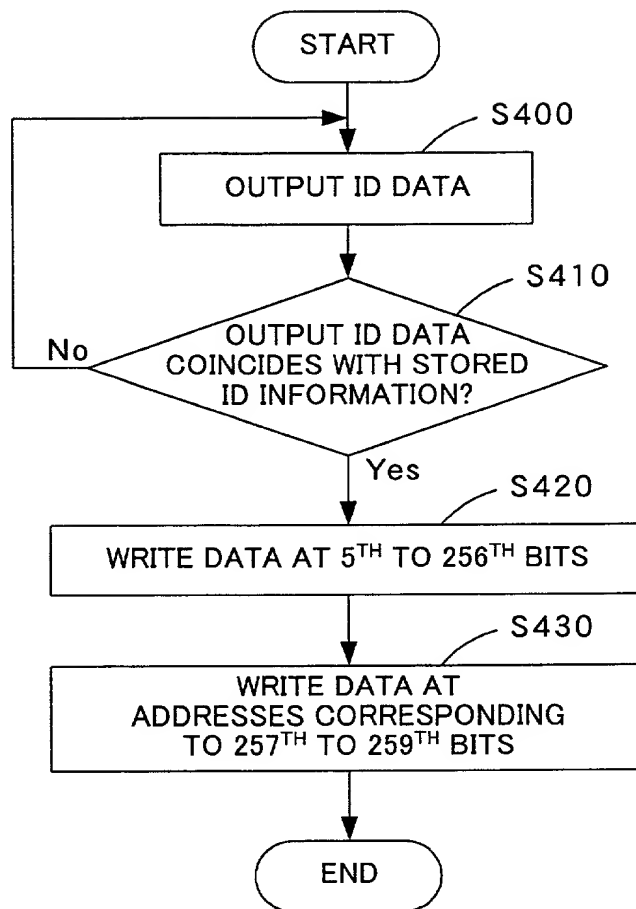 START
S400
OUTPUT ID DATA
S410
OUTPUT ID DATA
COINCIDES WITH STORED
ID INFORMATION?
No
Yes
S420
WRITE DATA AT 5TH TO 256TH BITS
S430
WRITE DATA AT
ADDRESSES CORRESPONDING
TO 257TH TO 259TH BITS
END